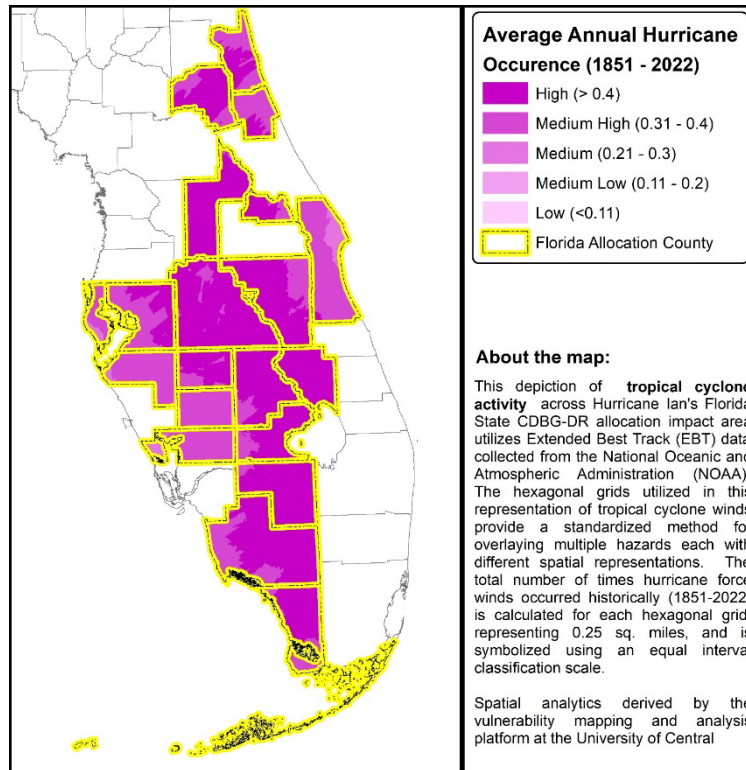 Average Annual Hurricane
Occurence (1851 - 2022)
High (> 0.4)
Medium High (0.31 - 0.4)
Medium (0.21 - 0.3)
Medium Low (0.11 - 0.2)
Low (<0.11)
Florida Allocation County
About the map:
This depiction of tropical cyclone
activity across Hurricane Ian's Florida
State CDBG-DR allocation impact area
utilizes Extended Best Track (EBT) data
collected from the National Oceanic and
Atmospheric Administration (NOAA)
The hexagonal grids utilized in this
representation of tropical cyclone winds
provide a standardized method fo
overlaying multiple hazards each with
different spatial representations. The
total number of times hurricane force
winds occurred historically (1851-2022
is calculated for each hexagonal grid
representing 0.25 sq. miles, and is
symbolized using an equal interva
classification scale.
Spatial analytics derived by the
vulnerability mapping and analysis
platform at the University of Central